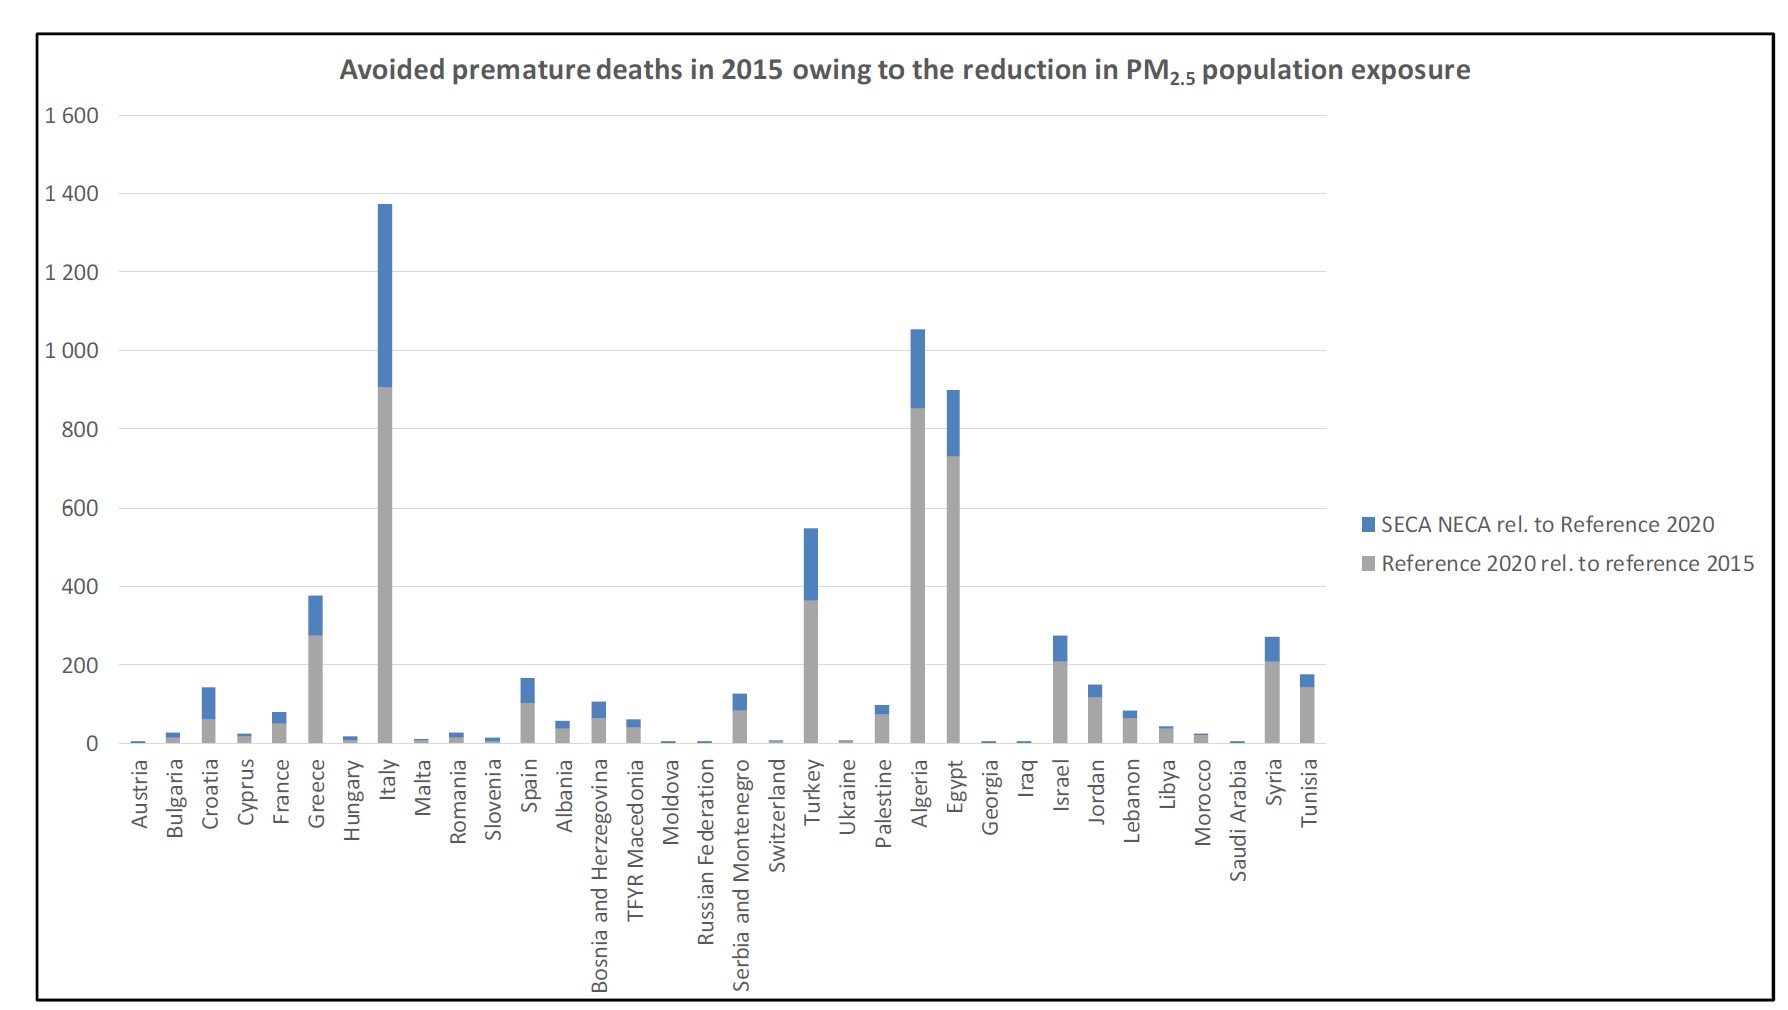 Avoided premature deaths in 2015 owing to the reduction in PM2.5 population exposure
1 600
1 400
1 200
1 000
800
600
400
200
0
Austria
Bulgaria
Croatia
Cyprus
France
Greece
Hungary
Italy
Malta
Romania
Slovenia
Spain
Albania
Bosnia and Herzegovina
TFYR Macedonia
Moldova
Russian Federation
Serbia and Montenegro
Switzerland
Turkey
Ukraine
Palestine
Algeria
Egypt
Georgia
Iraq
Israel
Jordan
Lebanon
Libya
Morocco
Saudi Arabia
Syria
Tunisia
SECA NECA rel. to Reference 2020
Reference 2020 rel. to reference 2015